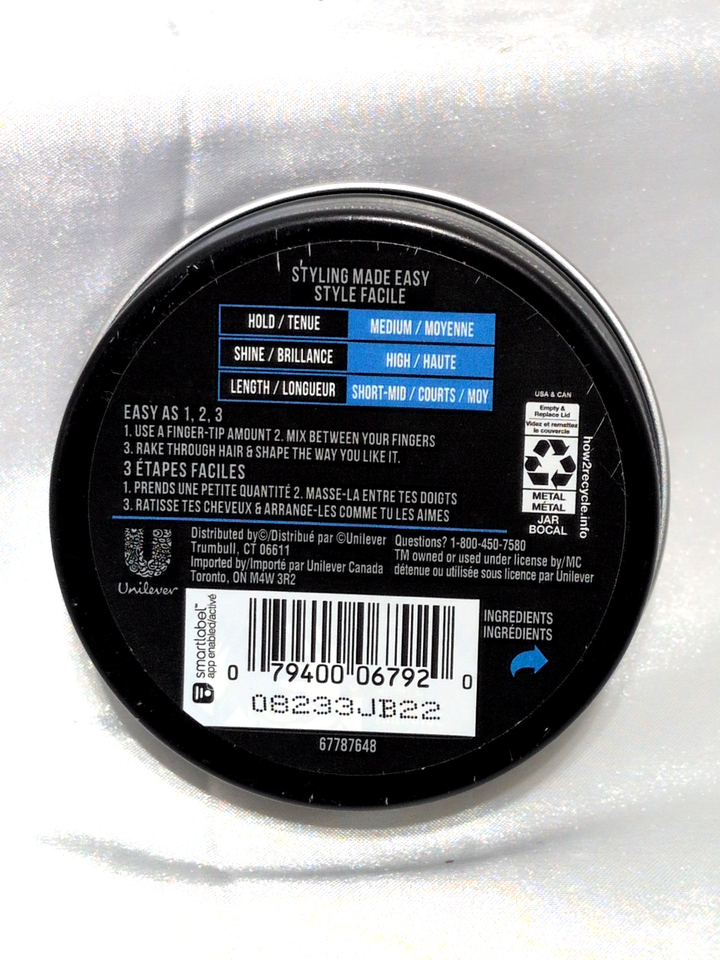 STYLING MADE EASY
STYLE FACILE
HOLD / TENUE MEDIUM / MOYENNE
SHINE / BRILLANCE HIGH / HAUTE
LENGTH / LONGUEUR SHORT-MID / COURTS / MOY
EASY AS 1, 2, 3
1. USE A FINGER-TIP AMOUNT 2. MIX BETWEEN YOUR FINGERS
3. RAKE THROUGH HAIR & SHAPE THE WAY YOU LIKE IT.
3 ÉTAPES FACILES
1. PRENDS UNE PETITE QUANTITÉ 2. MASSE-LA ENTRE TES DOIGTS
3. RATISSE TES CHEVEUX & ARRANGE-LES COMME TU LES AIMES
USA & CAN
Empty &
Replace Lid
Videz et remettez
le couvercle
METAL
MÉTAL
JAR
BOCAL
how2recycle.info
Unilever
Distributed by©/Distribué par ©Unilever
Trumbull, CT 06611
Imported by/Importé par Unilever Canada
Toronto, ON M4W 3R2
Questions? 1-800-450-7580
TM owned or used under license by/MC
détenue ou utilisée sous licence par Unilever
smartlabel™
app enabled/activé
0 79400 06792 0
08233JB22
67787648
INGREDIENTS
INGRÉDIENTS